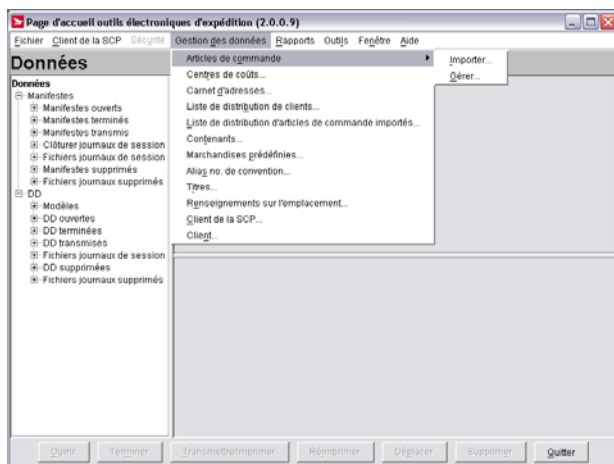 Page d'accueil outils électroniques d'expédition (2.0.0.9)
Fichier Client de la SCP Sécurité Gestion des données Rapports Outils Fenêtre Aide
Données
Données
Manifestes
Manifestes ouverts
Manifestes terminés
Manifestes transmis
Clôturer journaux de session
Fichiers journaux de session
Manifestes supprimés
Fichiers journaux supprimés
DD
Modèles
DD ouvertes
DD terminées
DD transmises
Fichiers journaux de session
DD supprimées
Fichiers journaux supprimés
Articles de commande
Centres de coûts...
Carnet d'adresses...
Liste de distribution de clients...
Liste de distribution d'articles de commande importés...
Contenants...
Marchandises prédéfinies...
Alias no. de convention...
Titres...
Renseignements sur l'emplacement...
Client de la SCP...
Client...
Importer...
Gérer...
Ouvrir Terminer Transmettre/imprimer Réimprimer Déplacer Supprimer Quitter